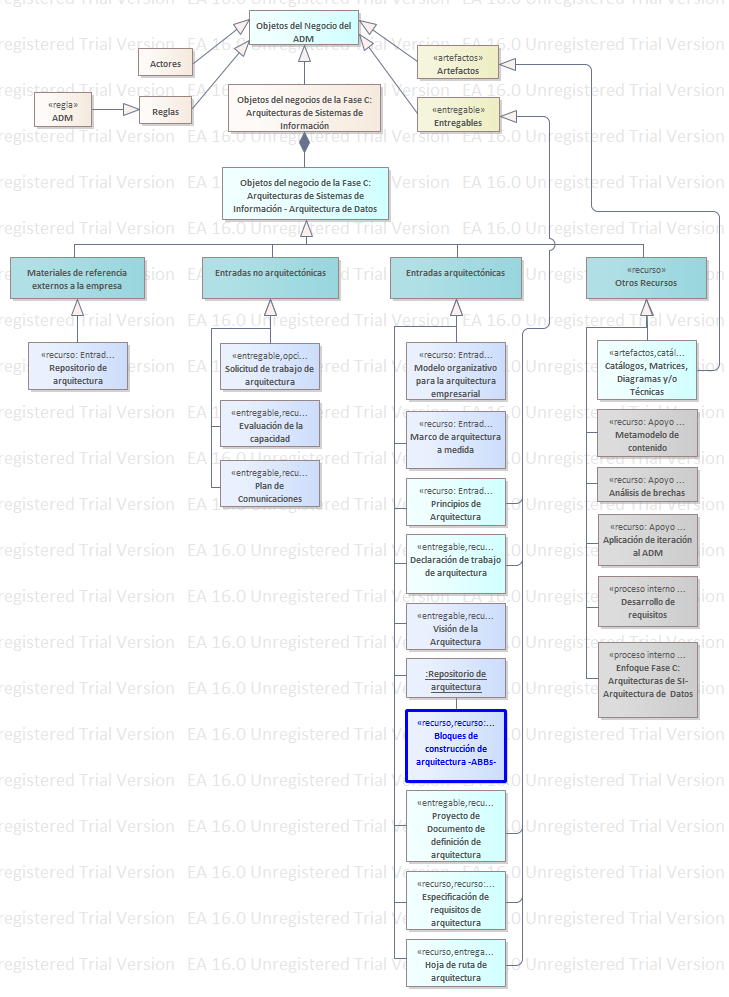 Objetos del Negocio del
ADM
Actores
«artefactos»
Artefactos
«regla»
ADM
Reglas
Objetos del negocios de la Fase C:
Arquitecturas de Sistemas de
Información
«entregable»
Entregables
Objetos del negocio de la Fase C:
Arquitecturas de Sistemas de
Información - Arquitectura de Datos
Materiales de referencia
externos a la empresa
Entradas no arquitectónicas
Entradas arquitectónicas
«recurso»
Otros Recursos
«recurso: Entrad...
Repositorio de
arquitectura
«entregable,opci...
Solicitud de trabajo de
arquitectura
«entregable,recu...
Evaluación de la
capacidad
«entregable,recu...
Plan de
Comunicaciones
«recurso: Entrad...
Modelo organizativo
para la arquitectura
empresarial
«recurso: Entrad...
Marco de arquitectura
a medida
«recurso: Entrad...
Principios de
Arquitectura
«entregable,recu...
Declaración de trabajo
de arquitectura
«entregable,recu...
Visión de la
Arquitectura
:Repositorio de
arquitectura
«recurso,recurso:...
Bloques de
construcción de
arquitectura -ABBs-
«entregable,recu...
Proyecto de
Documento de
definición de
arquitectura
«recurso,recurso:...
Especificación de
requisitos de
arquitectura
«recurso,entrega...
Hoja de ruta de
arquitectura
«artefactos,catál...
Catálogos, Matrices,
Diagramas y/o
Técnicas
«recurso: Apoyo ...
Metamodelo de
contenido
«recurso: Apoyo ...
Análisis de brechas
«recurso: Apoyo ...
Aplicación de iteración
al ADM
«proceso interno ...
Desarrollo de
requisitos
«proceso interno ...
Enfoque Fase C:
Arquitecturas de SI-
Arquitectura de Datos
EA 16.0 Unregistered Trial Version